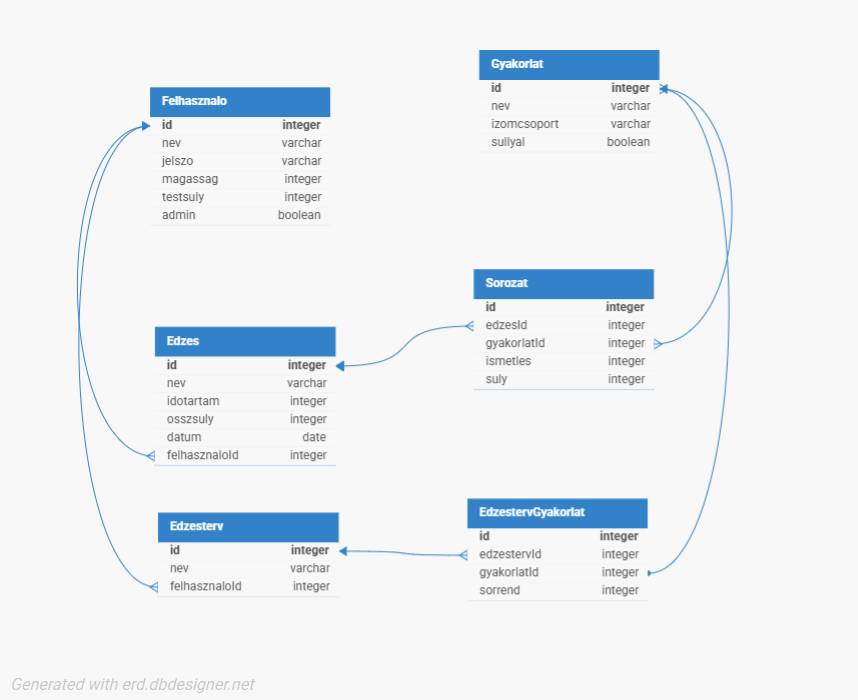 Felhasznalo
id integer
nev varchar
jelszo varchar
magassag integer
testsuly integer
admin boolean
Gyakorlat
id integer
nev varchar
izomcsoport varchar
sullyal boolean
Sorozat
id integer
edzesId integer
gyakorlatId integer
ismetles integer
suly integer
Edzes
id integer
nev varchar
idotartam integer
osszsuly integer
datum date
felhasznaloId integer
Edzesterv
id integer
nev varchar
felhasznaloId integer
EdzestervGyakorlat
id integer
edzestervId integer
gyakorlatId integer
sorrend integer
Generated with erd.dbdesigner.net